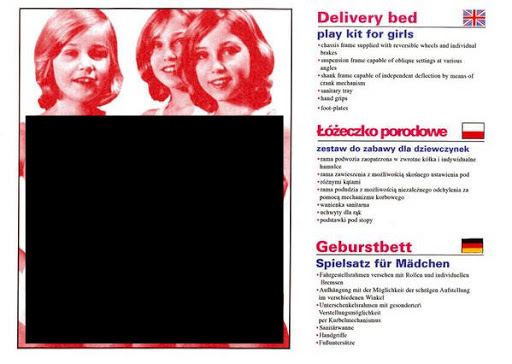 Delivery bed
play kit for girls
• chassis frame supplied with reversible wheels and individual
brakes
• suspension frame capable of oblique settings at various
angles
• shank frame capable of independent deflection by means of
crank mechanism
• sanitary tray
• hand grips
• foot-plates
Łóżeczko porodowe
zestaw do zabawy dla dziewczynek
• rama podwozia zaopatrzona w zwrotne kółka i indywidualne
hamulce
• rama zawieszenia z możliwością skośnego ustawienia pod
• różnymi kątami
• rama podudzia z możliwością niezależnego odchylenia za
pomocą mechanizmu korbowego
• wanienka sanitarna
• uchwyty dla rąk
• podstawki pod stopy
Geburstbett
Spielsatz für Mädchen
• Fahrgestellsrahmen versehen mit Rollen und individuellen
Bremsen
• Aufhängung mit der Möglichkeit der schrägen Aufstellung
im verschiedenen Winkel
• Unterschenkelsrahmen mit gesonderter
Verstellungsmöglichkeit
per Kurbelmechanismus
• Sanitärwanne
• Handgriffe
• Fußuntersätze